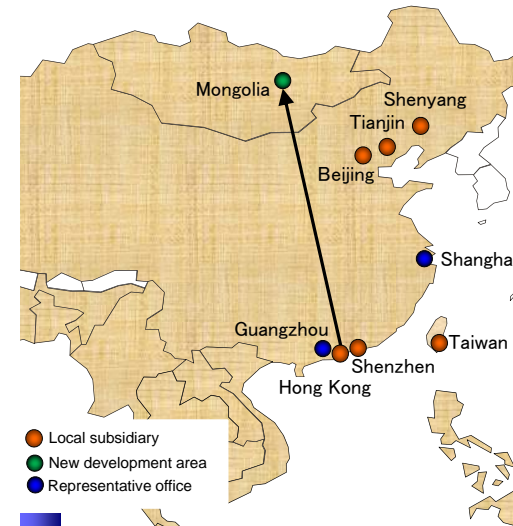 Mongolia
Shenyang
Tianjin
Beijing
Shangha
Guangzhou
Taiwan
Shenzhen
Hong Kong
Local subsidiary
New development area
Representative office